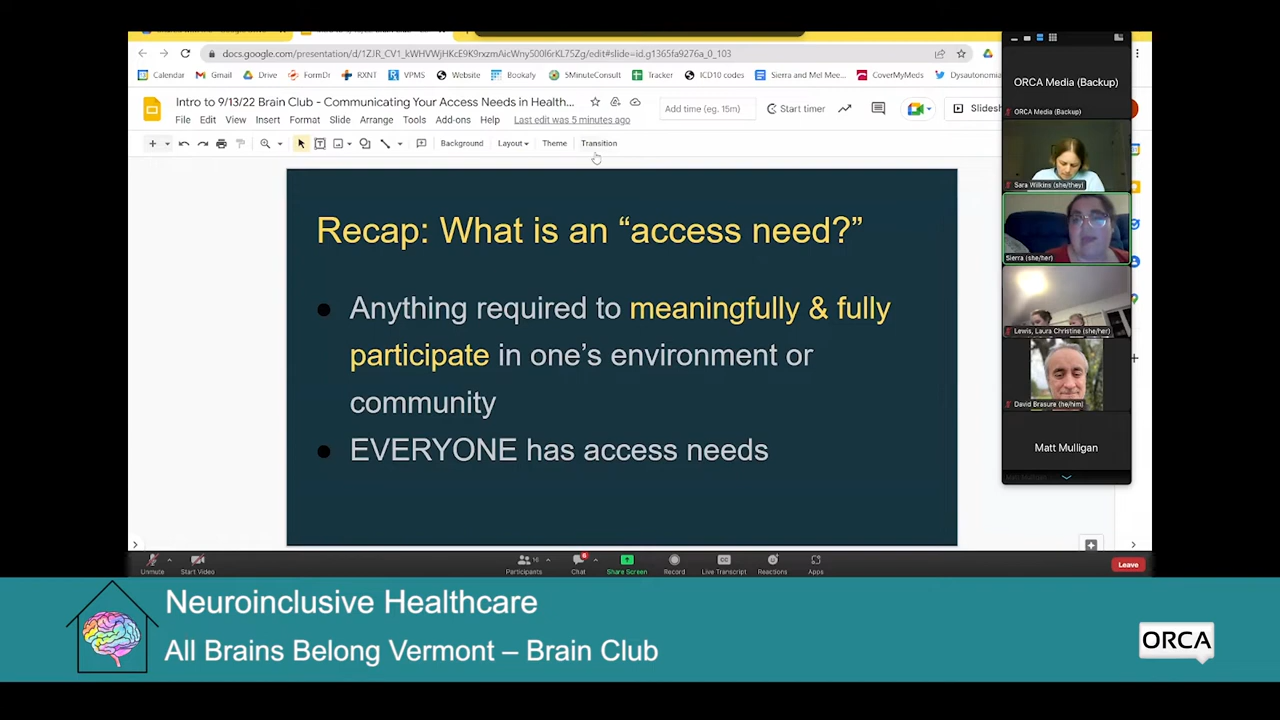 docs.google.com/presentation/d/1ZJR_CV1_kWHVWjHKcE9K9rxzmAicWny500l6rKL75Zg/edit#slide=id.g1365fa9276a_0_103
Calendar Gmail Drive FormDr RXNT VPMS Website Bookafy 5MinuteConsult Tracker ICD10 codes Sierra and Mel Mee... CoverMyMeds Dysautonomia
Intro to 9/13/22 Brain Club - Communicating Your Access Needs in Health...
Add time (eg. 15m) Start timer Slidesh
File Edit View Insert Format Slide Arrange Tools Add-ons Help Last edit was 5 minutes ago
Background Layout Theme Transition
Recap: What is an “access need?”
Anything required to meaningfully & fully
participate in one’s environment or
community
EVERYONE has access needs
ORCA Media (Backup)
ORCA Media (Backup)
Sara Wilkins (she/they)
Sierra (she/her)
Lewis, Laura Christine (she/her)
David Brasure (he/him)
Matt Mulligan
Unmute Start Video Participants 16 Chat 6 Share Screen Record Live Transcript Reactions Apps Leave
Neuroinclusive Healthcare
All Brains Belong Vermont – Brain Club
ORCA